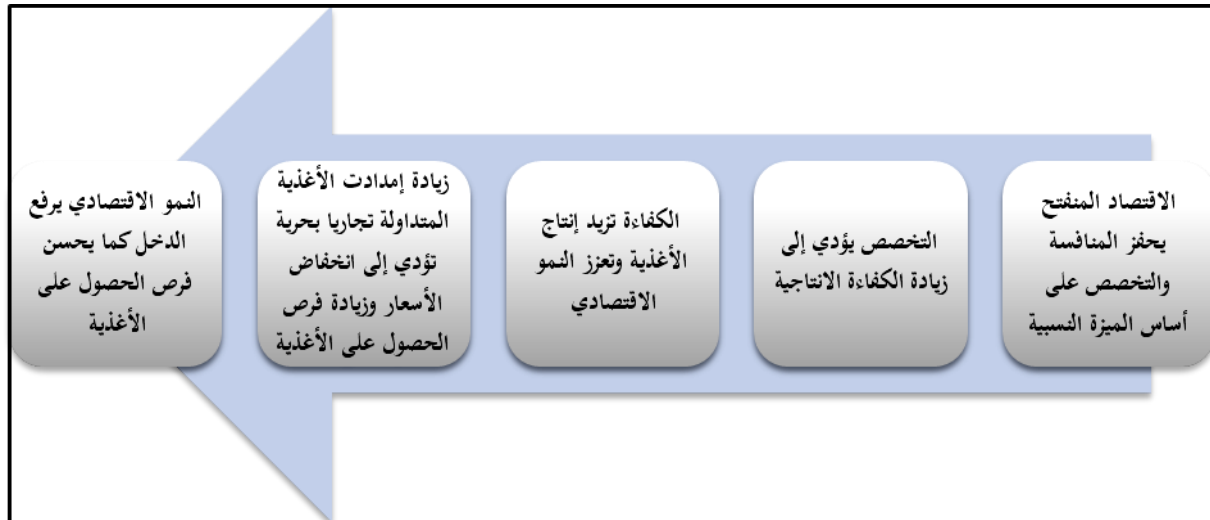 الاقتصاد المنفتح
يحفز المنافسة
والتخصص على
أساس الميزة النسبية
التخصص يؤدي إلى
زيادة الكفاءة الانتاجية
الكفاءة تزيد إنتاج
الأغذية وتعزز النمو
الاقتصادي
زيادة إمدادت الأغذية
المتداولة تجاريا بحرية
تؤدي إلى انخفاض
الأسعار وزيادة فرص
الحصول على الأغذية
النمو الاقتصادي يرفع
الدخل كما يحسن
فرص الحصول على
الأغذية